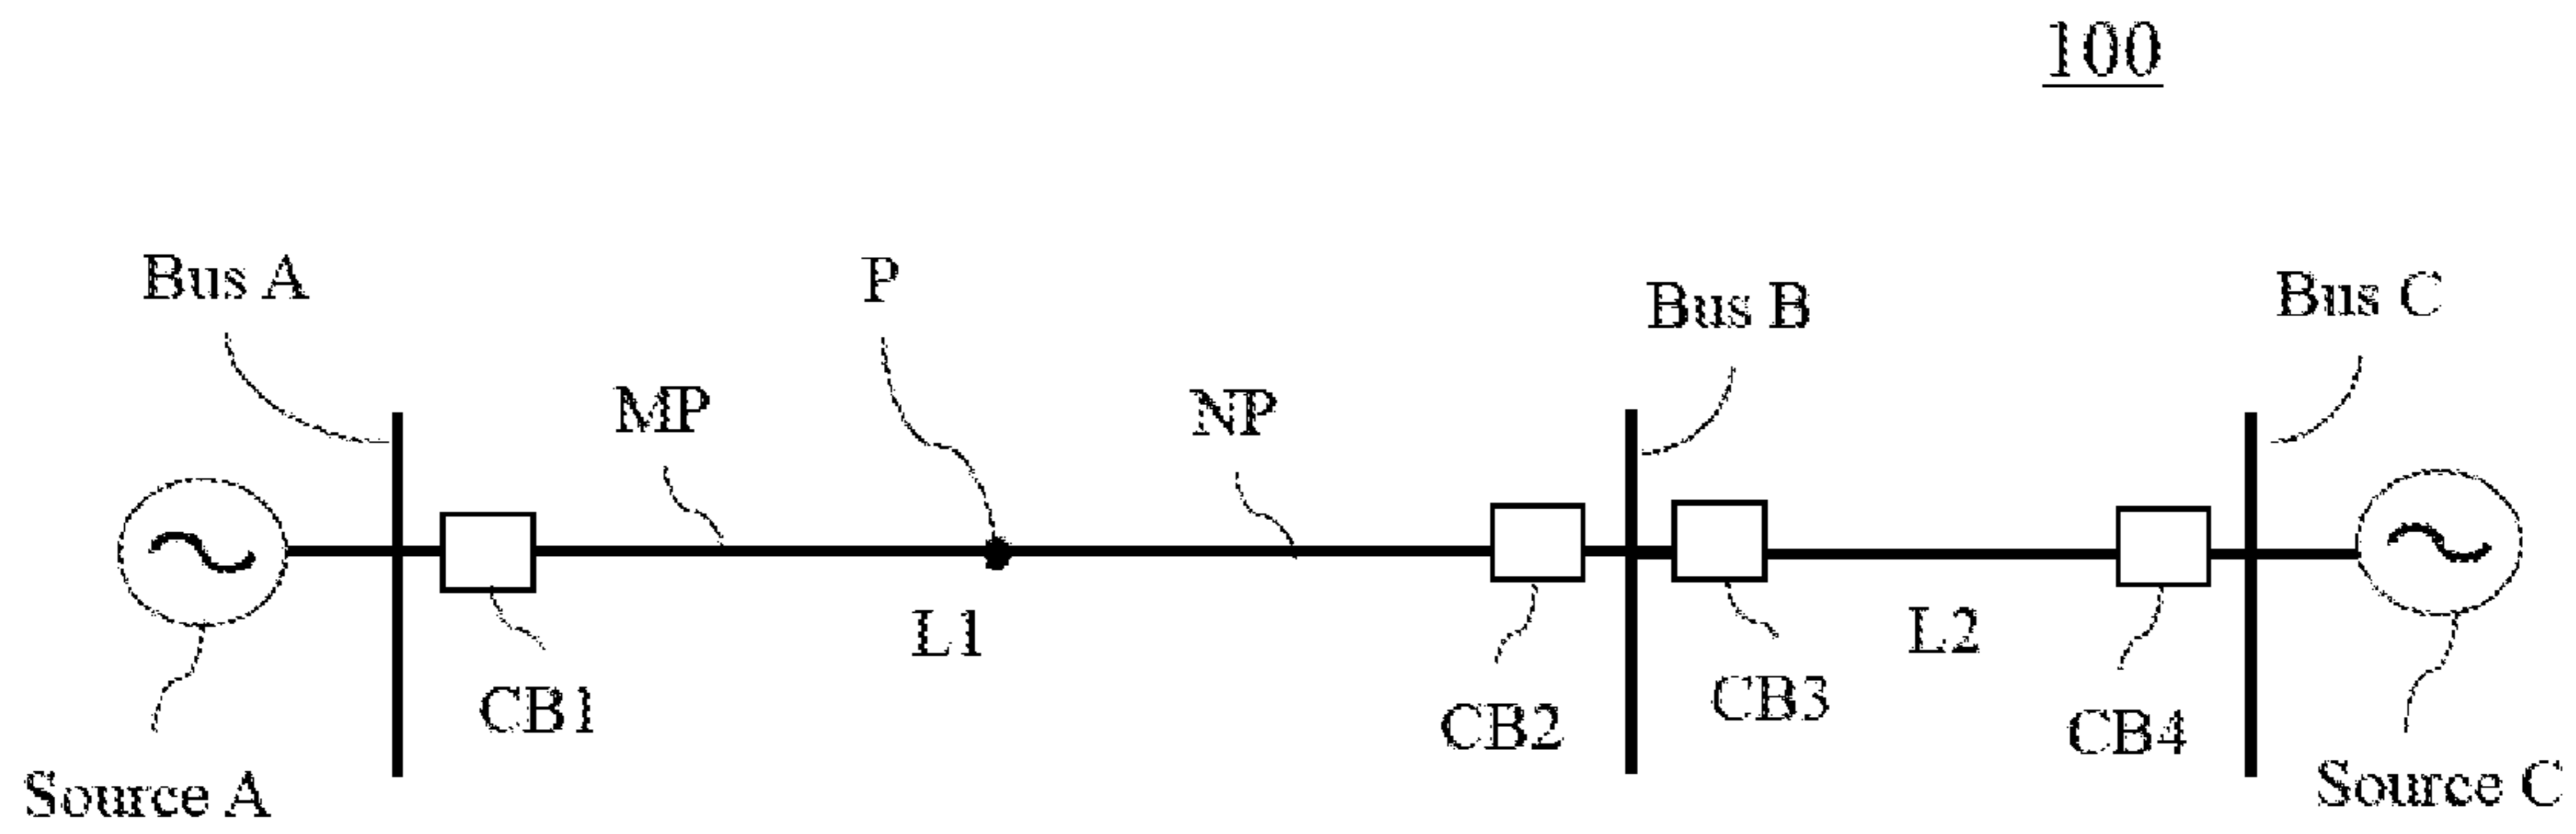 100
Bus A
P
Bus B
Bus C
MP
NP
L1
L2
CB1
CB2
CB3
CB4
Source A
Source C